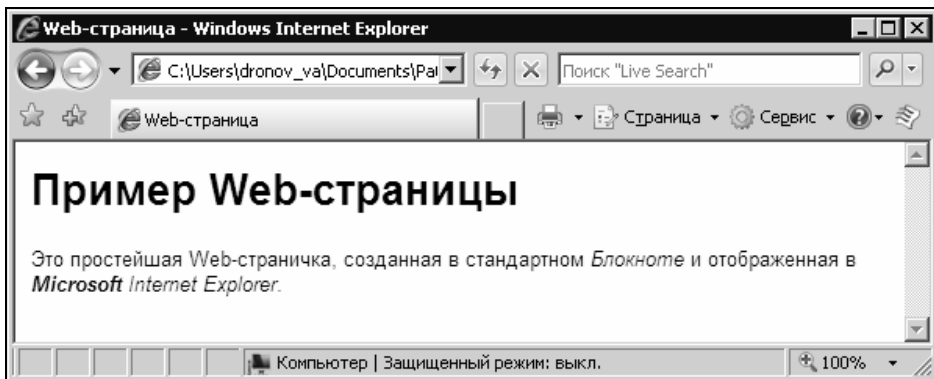 Web-страница - Windows Internet Explorer
C:\Users\dronov_va\Documents\Pa
Поиск "Live Search"
Web-страница
Страница
Сервис
Пример Web-страницы
Это простейшая Web-страничка, созданная в стандартном Блокноте и отображенная в
Microsoft Internet Explorer.
Компьютер | Защищенный режим: выкл.
100%